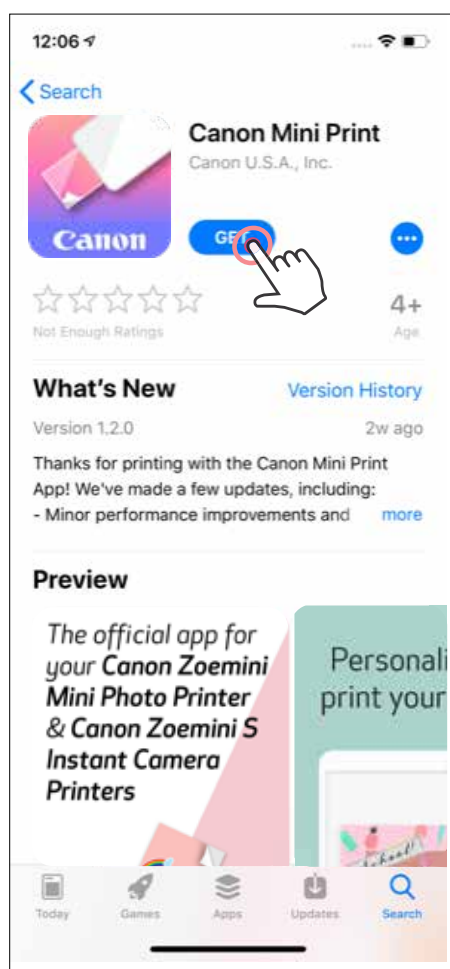 12:06
Search
Canon Mini Print
Canon U.S.A., Inc.
Canon
GET
4+
Not Enough Ratings
Age
What's New
Version History
Version 1.2.0
2w ago
Thanks for printing with the Canon Mini Print
App! We've made a few updates, including:
- Minor performance improvements and more
Preview
The official app for
your Canon Zoemini
Mini Photo Printer
& Canon Zoemini S
Instant Camera
Printers
Personali
print your
School!
Today
Games
Apps
Updates
Search